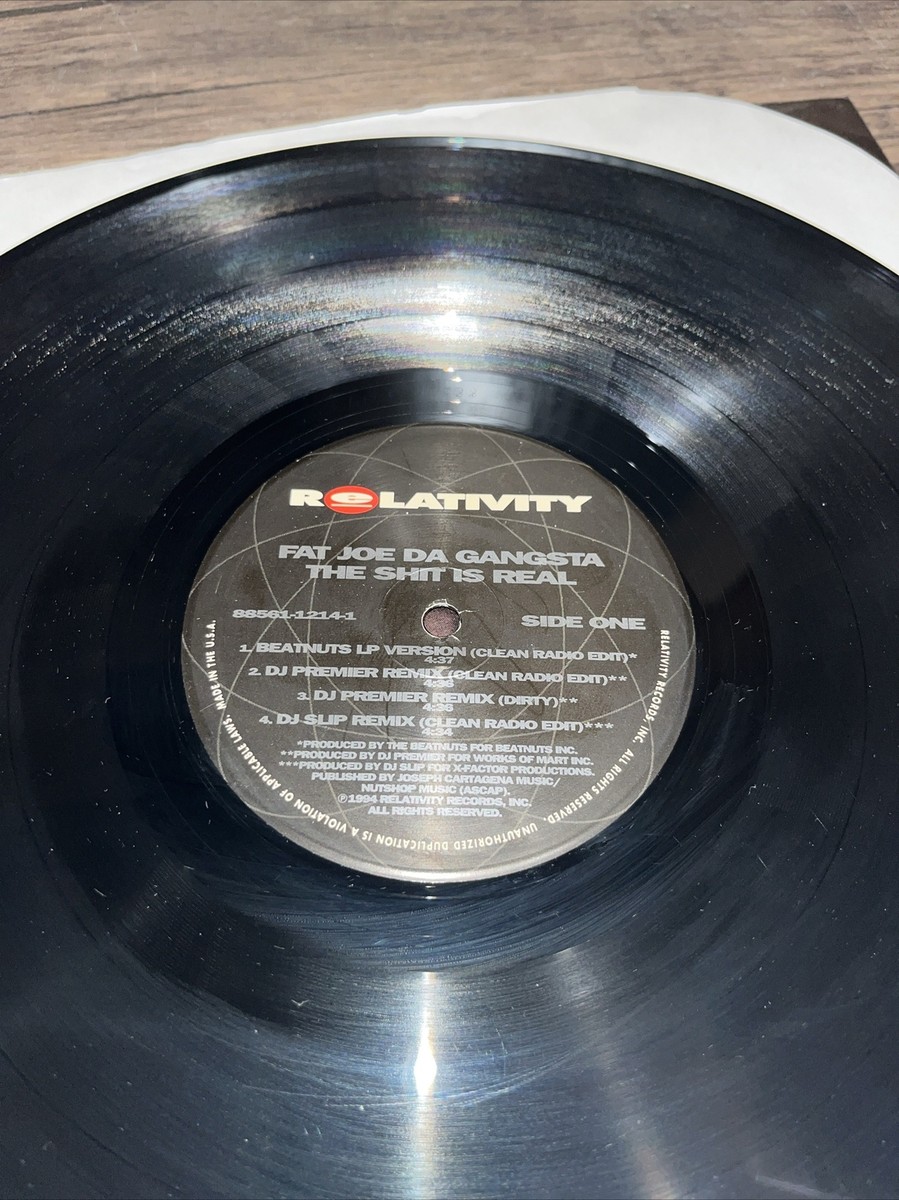 RELATIVITY
FAT JOE DA GANGSTA
THE SHIT IS REAL
88561-1214-1
SIDE ONE
1. BEATNUTS LP VERSION (CLEAN RADIO EDIT)*
4:37
2. DJ PREMIER REMIX (CLEAN RADIO EDIT)**
4:36
3. DJ PREMIER REMIX (DIRTY)**
4:36
4. DJ SLIP REMIX (CLEAN RADIO EDIT)***
4:34
*PRODUCED BY THE BEATNUTS FOR BEATNUTS INC.
**PRODUCED BY DJ PREMIER FOR WORKS OF MART INC.
***PRODUCED BY DJ SLIP FOR X-FACTOR PRODUCTIONS.
PUBLISHED BY JOSEPH CARTAGENA MUSIC/
NUTSHOP MUSIC (ASCAP).
℗1994 RELATIVITY RECORDS, INC.
ALL RIGHTS RESERVED.
RELATIVITY RECORDS, INC. ALL RIGHTS RESERVED. UNAUTHORIZED DUPLICATION IS A VIOLATION OF APPLICABLE LAWS. MADE IN THE U.S.A.